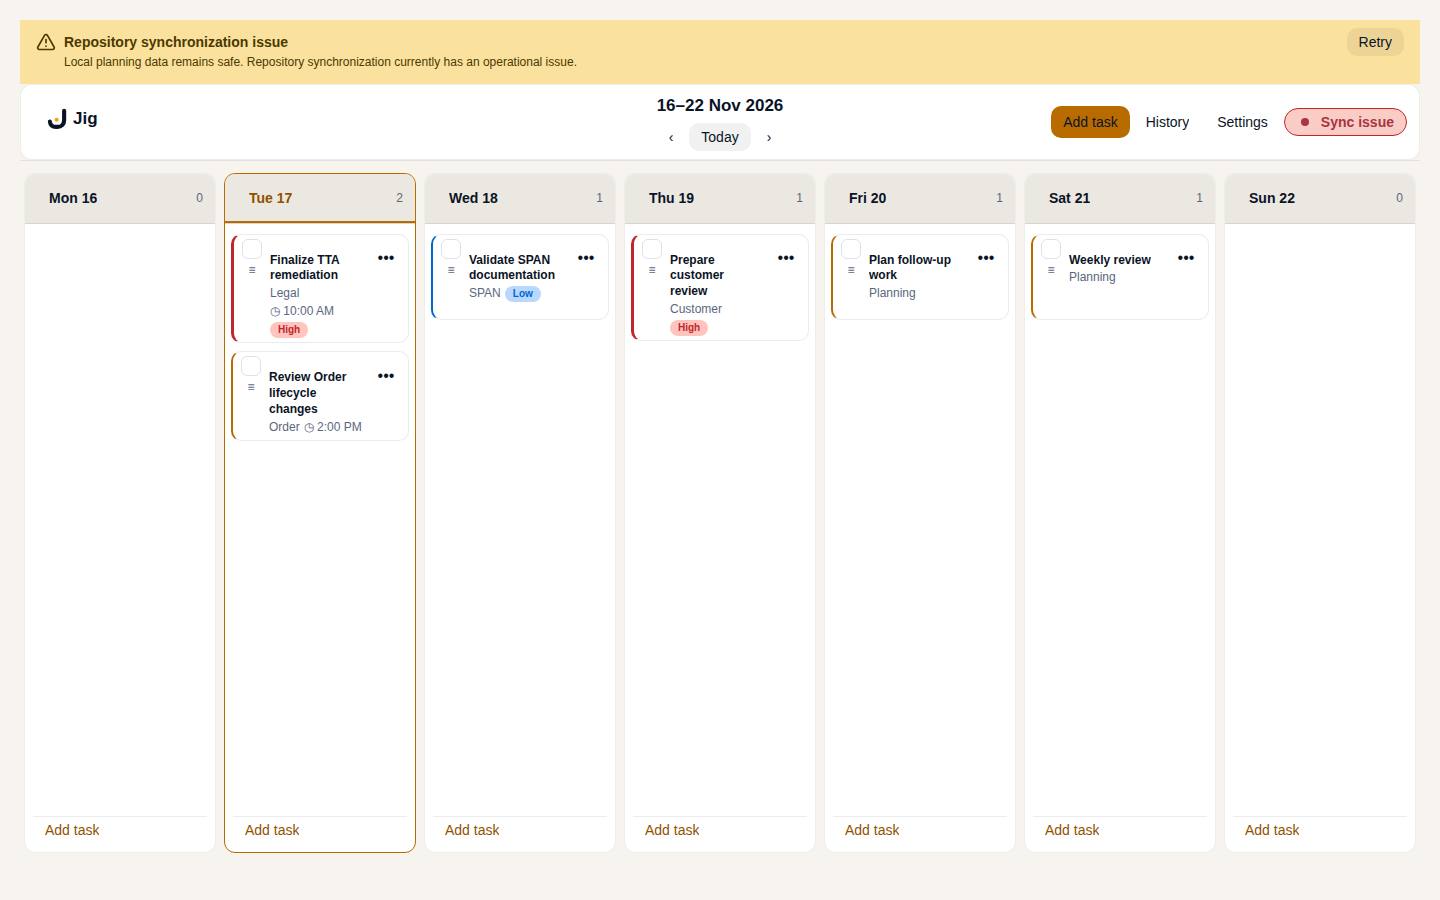 Repository synchronization issue
Local planning data remains safe. Repository synchronization currently has an operational issue.
Retry
Jig
16–22 Nov 2026
‹ Today ›
Add task
History
Settings
Sync issue
Mon 16 0
Add task
Tue 17 2
Finalize TTA
remediation
Legal
10:00 AM
High
Review Order
lifecycle
changes
Order 2:00 PM
Add task
Wed 18 1
Validate SPAN
documentation
SPAN Low
Add task
Thu 19 1
Prepare
customer
review
Customer
High
Add task
Fri 20 1
Plan follow-up
work
Planning
Add task
Sat 21 1
Weekly review
Planning
Add task
Sun 22 0
Add task